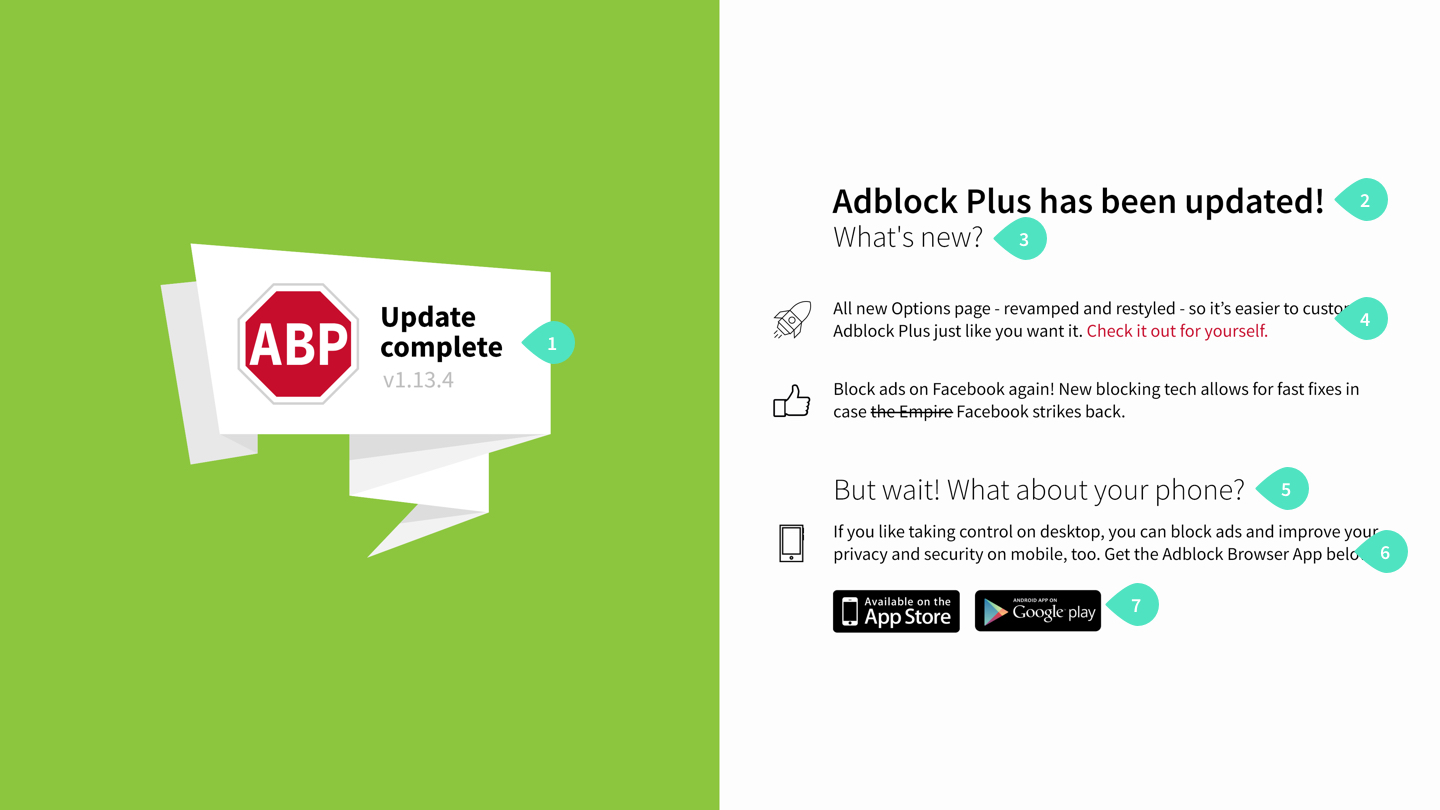 ABP
Update
complete
v1.13.4
1
Adblock Plus has been updated!
2
What's new?
3
All new Options page - revamped and restyled - so it’s easier to
4
Adblock Plus just like you want it. Check it out for yourself.
Block ads on Facebook again! New blocking tech allows for fast fixes in
case the Empire Facebook strikes back.
But wait! What about your phone?
5
If you like taking control on desktop, you can block ads and improve your
privacy and security on mobile, too. Get the Adblock Browser App
6
Available on the
App Store
ANDROID APP ON
Google play
7